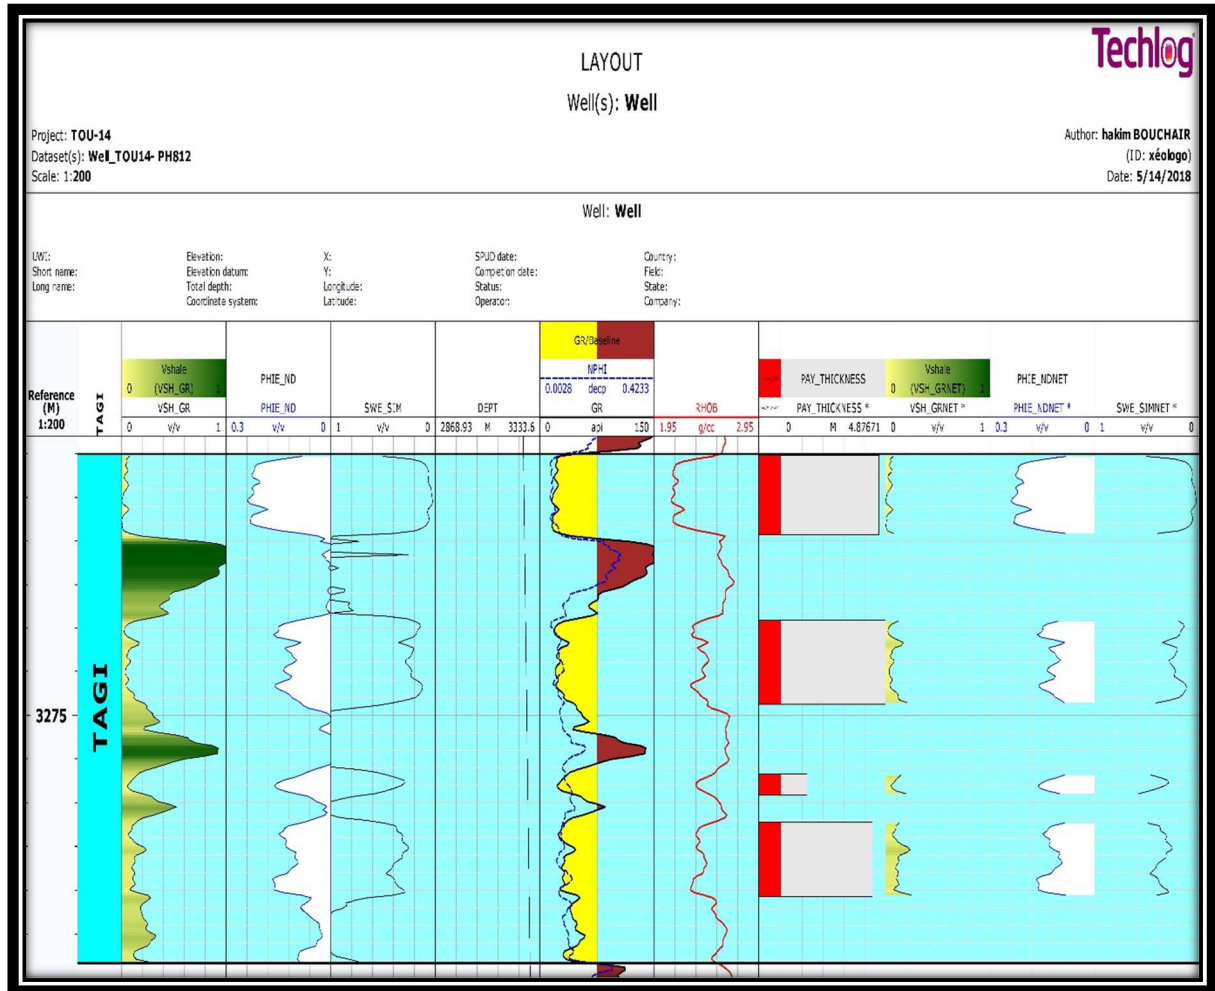 Techlog
LAYOUT
Well(s): Well
Project: TOU-14
Dataset(s): Well_TOU14- PH812
Scale: 1:200
Author: hakim BOUCHAIR
(ID: xéologo)
Date: 5/14/2018
Well: Well
UWI: Elevation: X: SPUD date: Country:
Short name: Elevation datum: Y: Completion date: Field:
Long name: Total depth: Longitude: Status: State:
Coordinate system: Latitude: Operator: Company:
GR/Baseline
Vshale NPHI Vshale
0 (VSH_GR) 1 PHIE_ND 0.0028 decp 0.4233 PAY_THICKNESS 0 (VSH_GRNET) 1 PHIE_NDNET
Reference
(M)
1:200
TAGI
VSH_GR PHIE_ND SWE_SIM DEPT GR RHOB PAY_THICKNESS * VSH_GRNET * PHIE_NDNET * SWE_SIMNET *
0 v/v 1 0.3 v/v 0 1 v/v 0 2868.93 M 3333.6 0 api 150 1.95 g/cc 2.95 0 M 4.87671 0 v/v 1 0.3 v/v 0 1 v/v 0
TAGI
3275